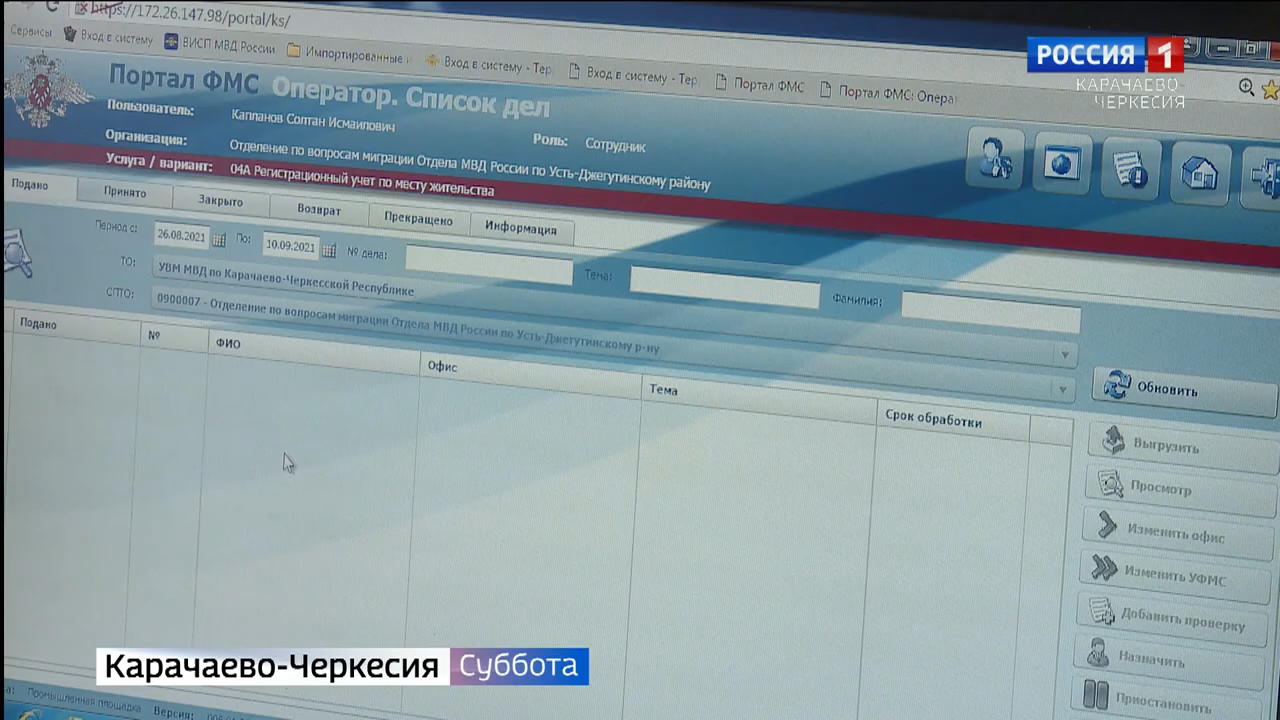 https://172.26.147.98/portal/ks/
Сервисы Вход в систему ВИСП МВД России Импортированные Вход в систему - Тер Вход в систему - Тер Портал ФМС Портал ФМС: Опера
РОССИЯ 1
КАРАЧАЕВО-
ЧЕРКЕСИЯ
Портал ФМС Оператор. Список дел
Пользователь: Капланов Солтан Исмаилович Роль: Сотрудник
Организация: Отделение по вопросам миграции Отдела МВД России по Усть-Джегутинскому району
Услуга / вариант: 04А Регистрационный учет по месту жительства
Подано Принято Закрыто Возврат Прекращено Информация
Период с: 26.08.2021 По: 10.09.2021 № дела: Тема: Фамилия:
ТО: УВМ МВД по Карачаево-Черкесской Республике
СПТО: 0900007 - Отделение по вопросам миграции Отдела МВД России по Усть-Джегутинскому р-ну
Подано № ФИО Офис Тема Срок обработки
Обновить
Выгрузить
Просмотр
Изменить офис
Изменить УФМС
Добавить проверку
Назначить
Приостановить
Карачаево-Черкесия Суббота
Промышленная площадка Версия: